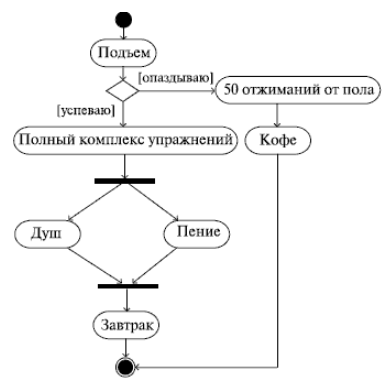 Подъем
[опаздываю]
50 отжиманий от пола
[успеваю]
Полный комплекс упражнений
Кофе
Душ
Пение
Завтрак